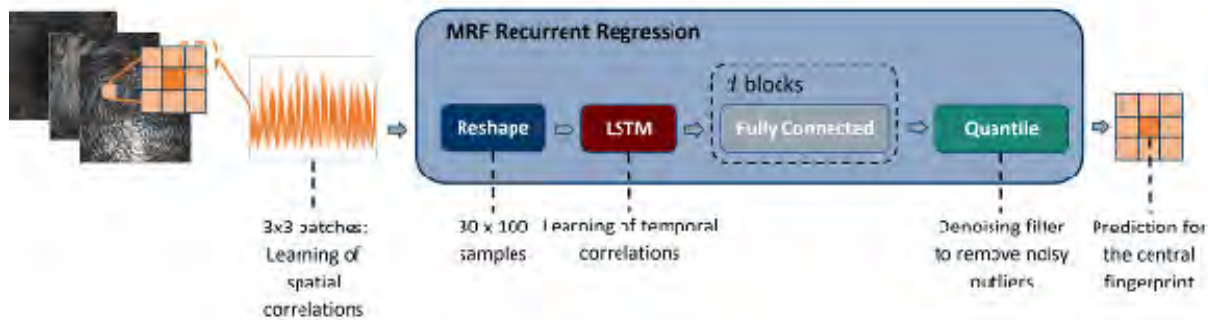 MRF Recurrent Regression
blocks
Reshape
LSTM
Fully Connected
Quantile
3x3 patches:
Learning of
spatial
correlations
30 x 100
samples
Learning of temporal
correlations
Denoising filter
to remove noisy
outliers
Prediction for
the central
fingerprint